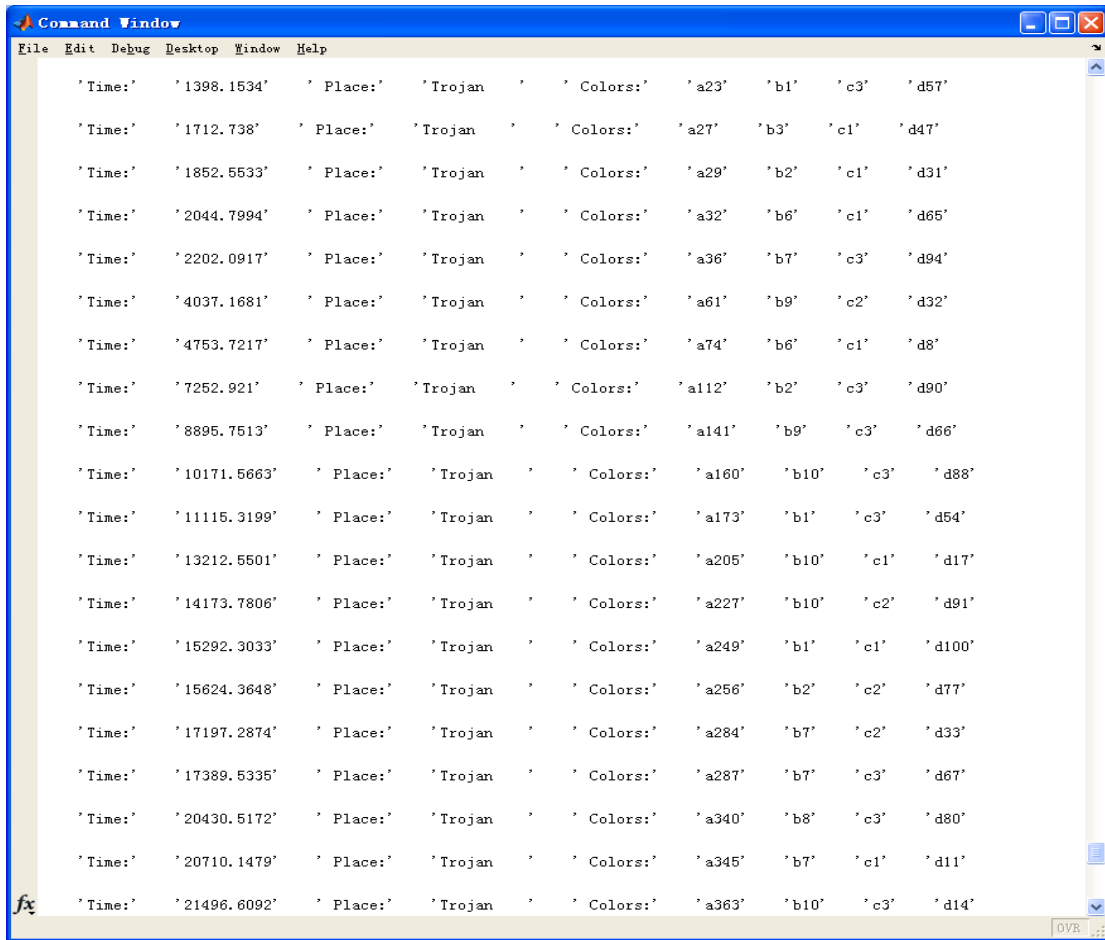 Command Window
File Edit Debug Desktop Window Help
'Time:' '1398.1534' ' Place:' 'Trojan ' ' Colors:' 'a23' 'b1' 'c3' 'd57'
'Time:' '1712.738' ' Place:' 'Trojan ' ' Colors:' 'a27' 'b3' 'c1' 'd47'
'Time:' '1852.5533' ' Place:' 'Trojan ' ' Colors:' 'a29' 'b2' 'c1' 'd31'
'Time:' '2044.7994' ' Place:' 'Trojan ' ' Colors:' 'a32' 'b6' 'c1' 'd65'
'Time:' '2202.0917' ' Place:' 'Trojan ' ' Colors:' 'a36' 'b7' 'c3' 'd94'
'Time:' '4037.1681' ' Place:' 'Trojan ' ' Colors:' 'a61' 'b9' 'c2' 'd32'
'Time:' '4753.7217' ' Place:' 'Trojan ' ' Colors:' 'a74' 'b6' 'c1' 'd8'
'Time:' '7252.921' ' Place:' 'Trojan ' ' Colors:' 'a112' 'b2' 'c3' 'd90'
'Time:' '8895.7513' ' Place:' 'Trojan ' ' Colors:' 'a141' 'b9' 'c3' 'd66'
'Time:' '10171.5663' ' Place:' 'Trojan ' ' Colors:' 'a160' 'b10' 'c3' 'd88'
'Time:' '11115.3199' ' Place:' 'Trojan ' ' Colors:' 'a173' 'b1' 'c3' 'd54'
'Time:' '13212.5501' ' Place:' 'Trojan ' ' Colors:' 'a205' 'b10' 'c1' 'd17'
'Time:' '14173.7806' ' Place:' 'Trojan ' ' Colors:' 'a227' 'b10' 'c2' 'd91'
'Time:' '15292.3033' ' Place:' 'Trojan ' ' Colors:' 'a249' 'b1' 'c1' 'd100'
'Time:' '15624.3648' ' Place:' 'Trojan ' ' Colors:' 'a256' 'b2' 'c2' 'd77'
'Time:' '17197.2874' ' Place:' 'Trojan ' ' Colors:' 'a284' 'b7' 'c2' 'd33'
'Time:' '17389.5335' ' Place:' 'Trojan ' ' Colors:' 'a287' 'b7' 'c3' 'd67'
'Time:' '20430.5172' ' Place:' 'Trojan ' ' Colors:' 'a340' 'b8' 'c3' 'd80'
'Time:' '20710.1479' ' Place:' 'Trojan ' ' Colors:' 'a345' 'b7' 'c1' 'd11'
fx 'Time:' '21496.6092' ' Place:' 'Trojan ' ' Colors:' 'a363' 'b10' 'c3' 'd14'
OVR